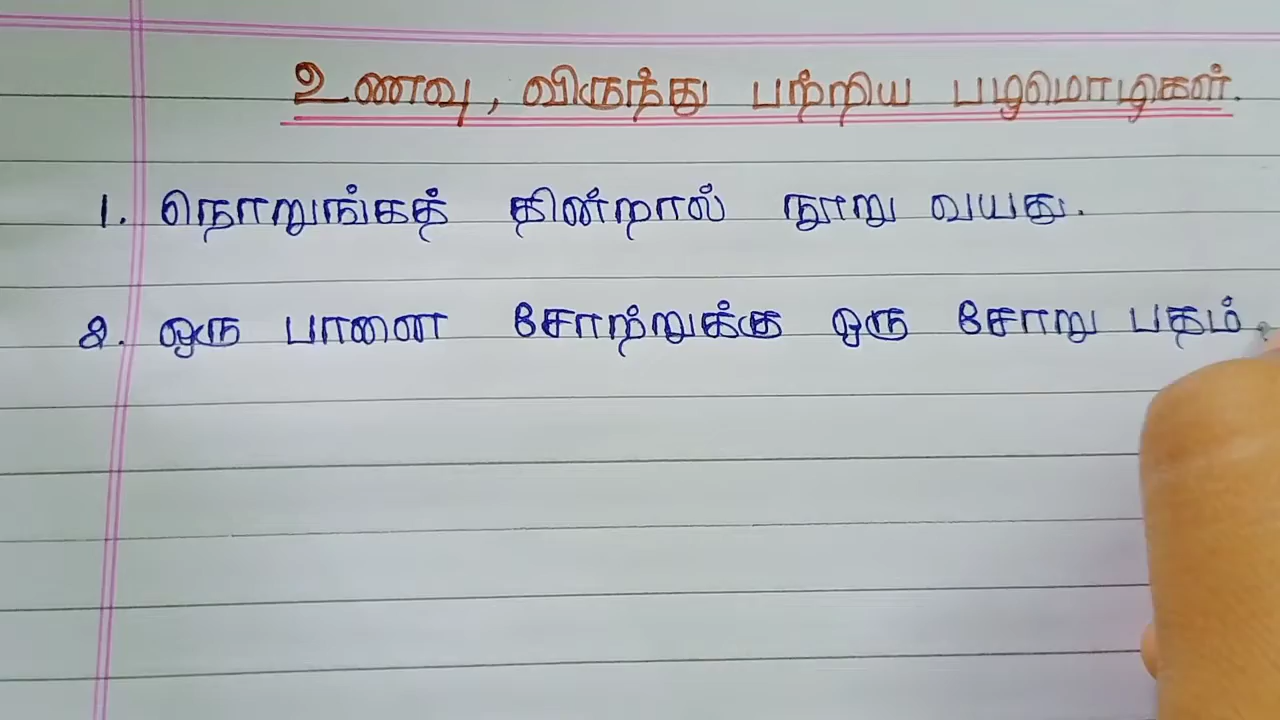 உணவு, விருந்து பற்றிய பழமொழிகள்.
1. நொறுங்கத் தின்றால் நூறு வயது.
2. ஒரு பானை சோற்றுக்கு ஒரு சோறு பதம்.